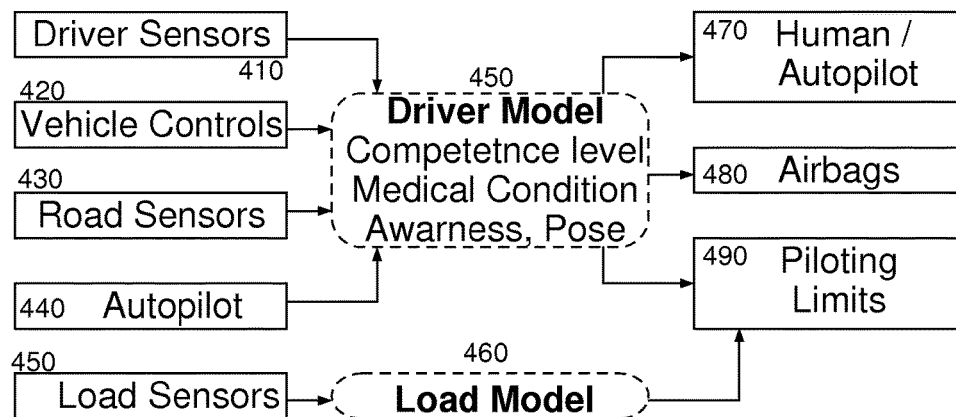 Driver Sensors
410
420
Vehicle Controls
430
Road Sensors
440 Autopilot
450
Load Sensors
450
Driver Model
Competetnce level
Medical Condition
Awarness, Pose
460
Load Model
470 Human /
Autopilot
480 Airbags
490 Piloting
Limits